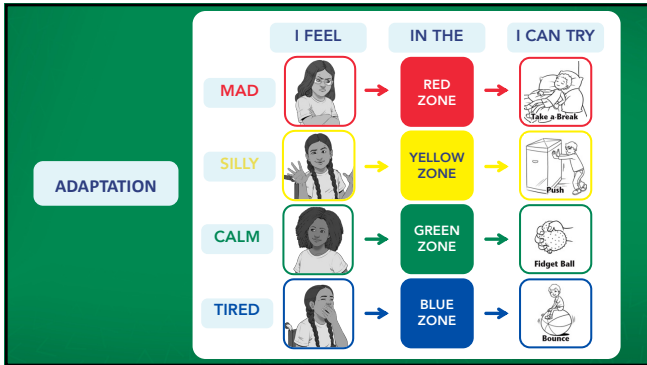 I FEEL
IN THE
I CAN TRY
MAD
RED
ZONE
Take a Break
SILLY
YELLOW
ZONE
Push
ADAPTATION
CALM
GREEN
ZONE
Fidget Ball
TIRED
BLUE
ZONE
Bounce